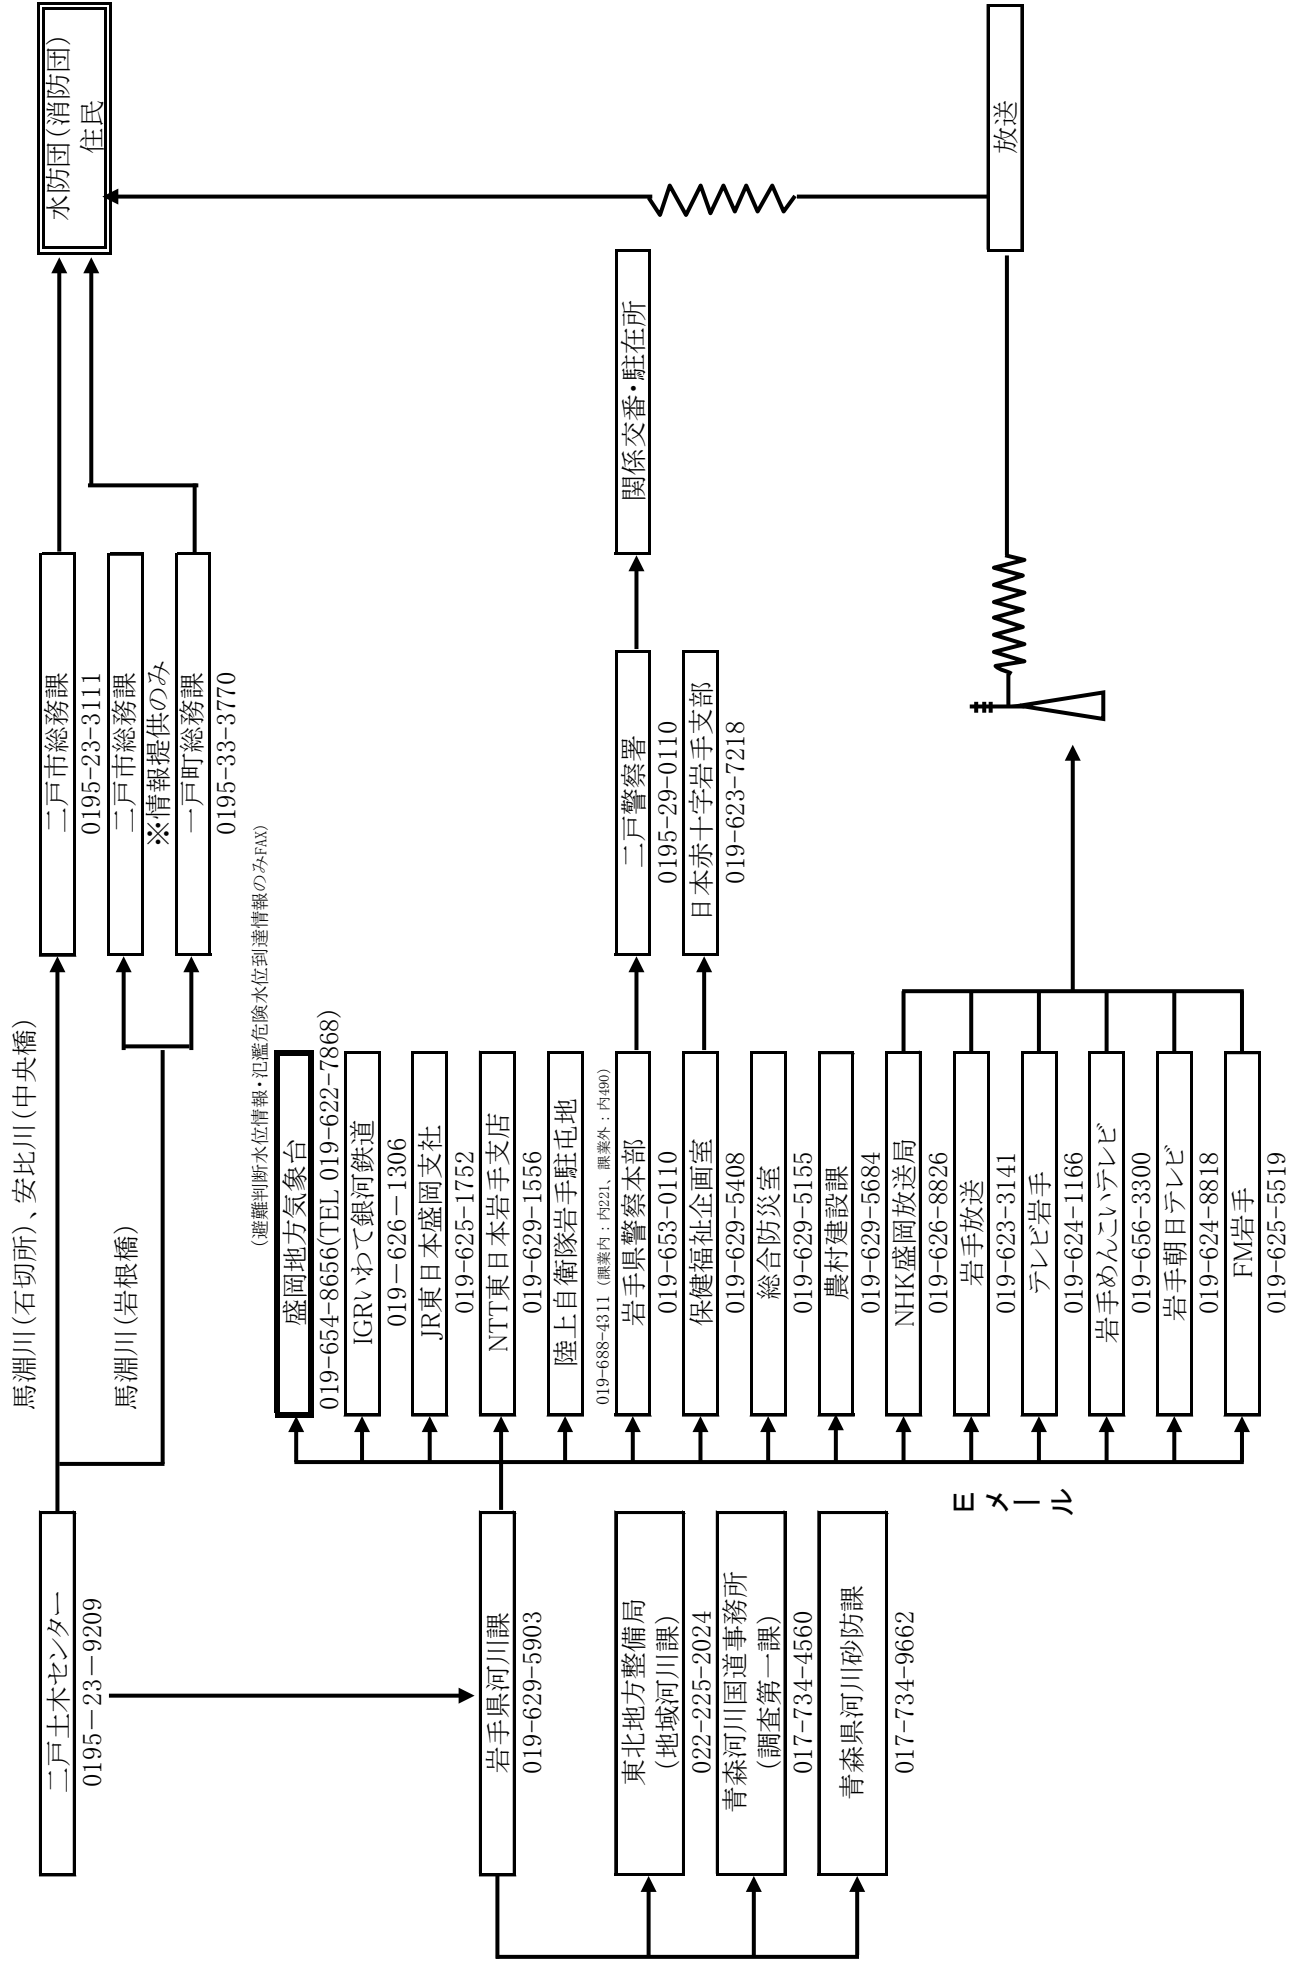 馬淵川（石切所）、安比川（中央橋）
二戸土木センター
0195－23－9209
二戸市総務課
0195-23-3111
水防団（消防団）
住民
馬淵川（岩根橋）
二戸市総務課
※情報提供のみ
一戸町総務課
0195-33-3770
（避難判断水位情報・氾濫危険水位到達情報のみFAX）
盛岡地方気象台
019-654-8656(TEL 019-622-7868)
IGRいわて銀河鉄道
019－626－1306
JR東日本盛岡支社
019-625-1752
岩手県河川課
019-629-5903
NTT東日本岩手支店
019-629-1556
陸上自衛隊岩手駐屯地
019-688-4311（課業内：内221、課業外：内490）
東北地方整備局
（地域河川課）
022-225-2024
青森河川国道事務所
（調査第一課）
017-734-4560
青森県河川砂防課
017-734-9662
岩手県警察本部
019-653-0110
二戸警察署
0195-29-0110
関係交番・駐在所
保健福祉企画室
019-629-5408
日本赤十字岩手支部
019-623-7218
総合防災室
019-629-5155
農村建設課
019-629-5684
NHK盛岡放送局
019-626-8826
Eメール
岩手放送
019-623-3141
テレビ岩手
019-624-1166
岩手めんこいテレビ
019-656-3300
岩手朝日テレビ
019-624-8818
FM岩手
019-625-5519
放送